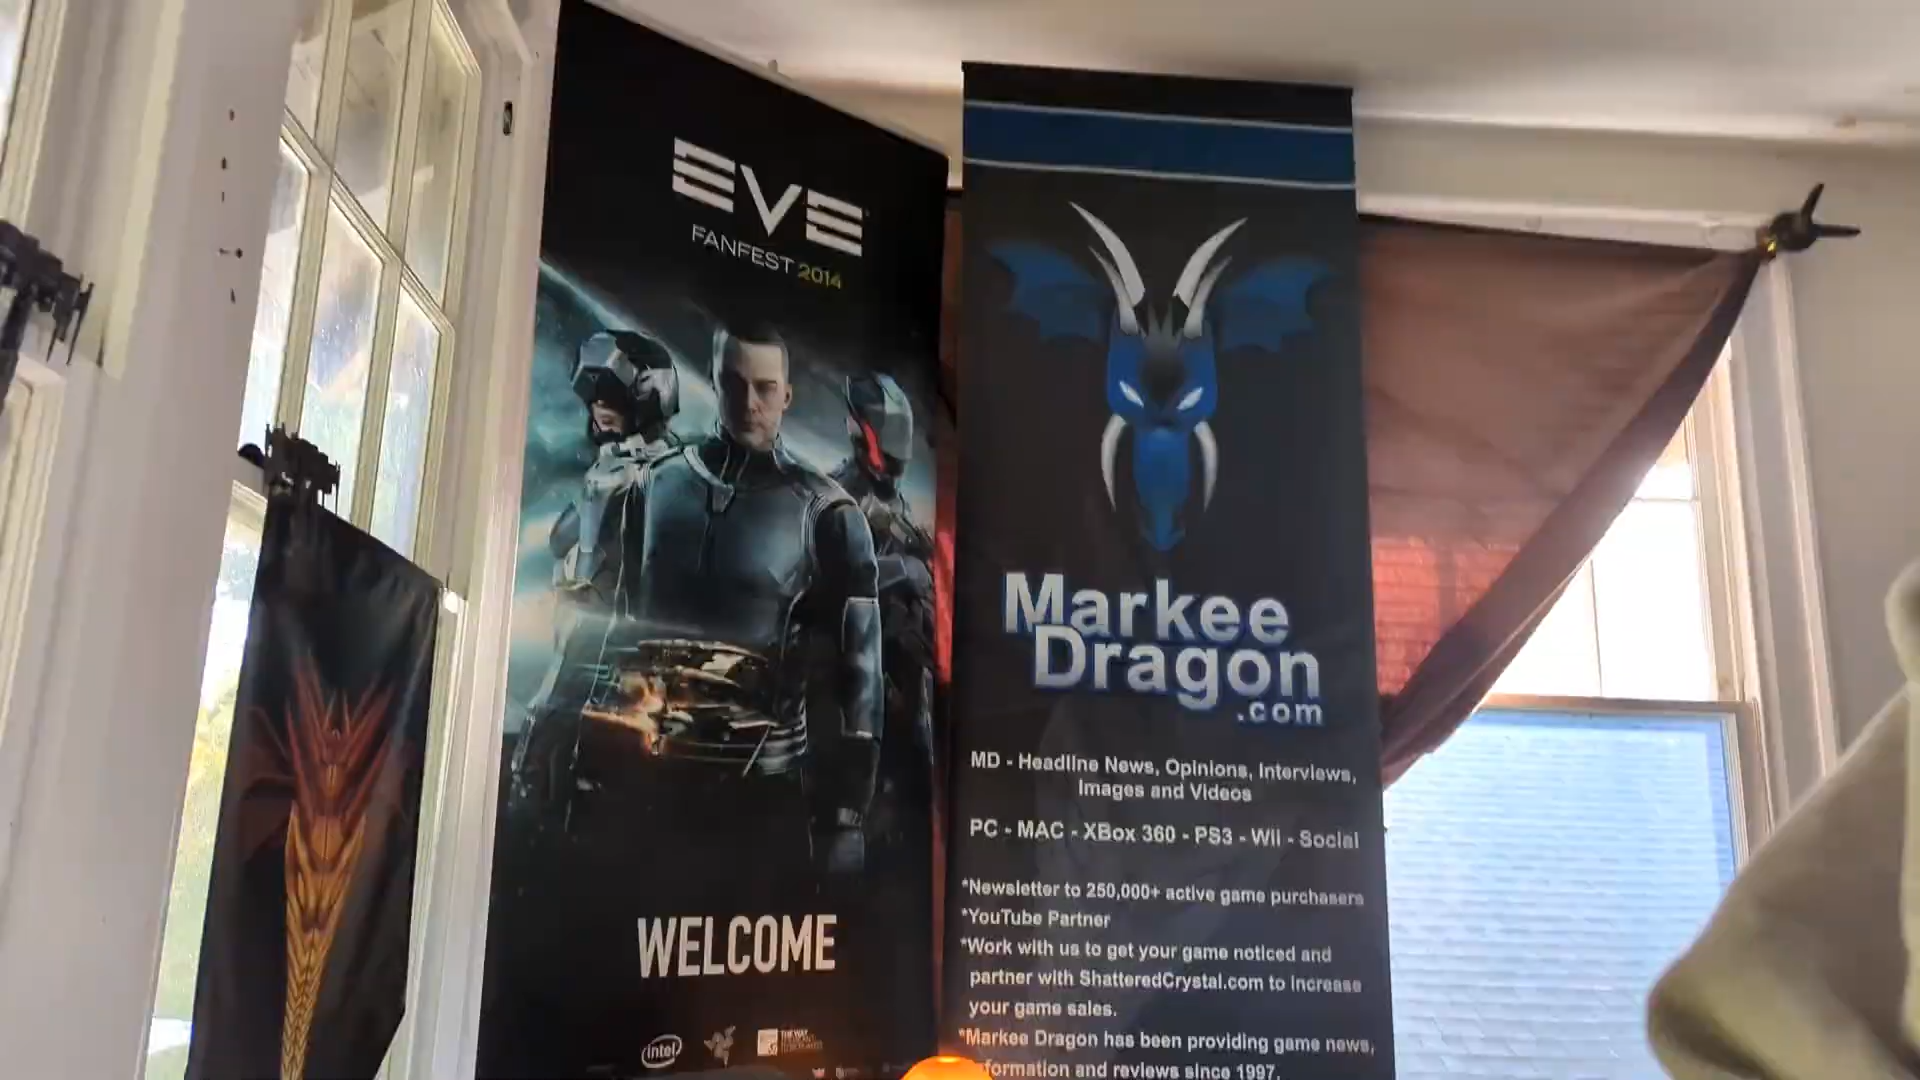 EVE
FANFEST 2014
WELCOME
intel
Markee
Dragon
.com
MD - Headline News, Opinions, Interviews,
Images and Videos
PC - MAC - XBox 360 - PS3 - Wii - Social
*Newsletter to 250,000+ active game purchasers
*YouTube Partner
*Work with us to get your game noticed and
partner with ShatteredCrystal.com to increase
your game sales.
*Markee Dragon has been providing game news,
formation and reviews since 1997.